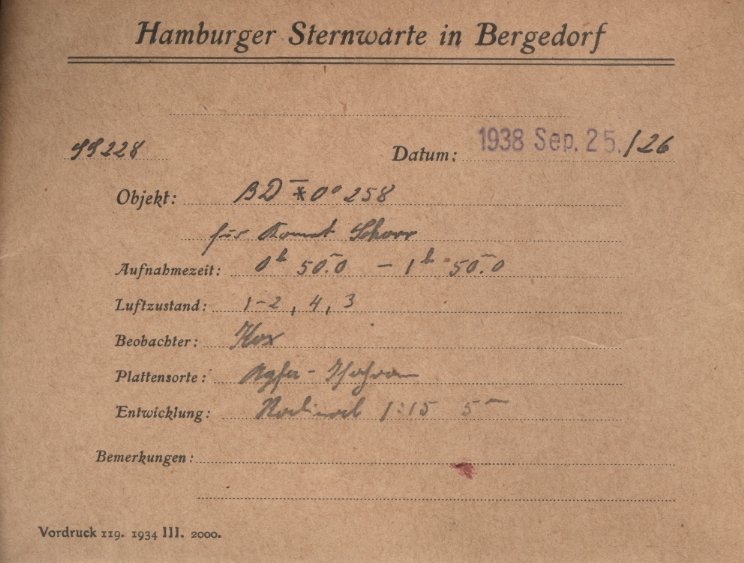 Hamburger Sternwarte in Bergedorf
99228 Datum: 1938 Sep. 25./26
Objekt: BD 0° 258
für Komet Schorr
Aufnahmezeit: 0h 50.0 – 1h 50.0
Luftzustand: 1–2, 4, 3
Beobachter:
Plattensorte: Agfa-
Entwicklung: Rodinal 1:15 5m
Bemerkungen:
Vordruck 119. 1934 III. 2000.